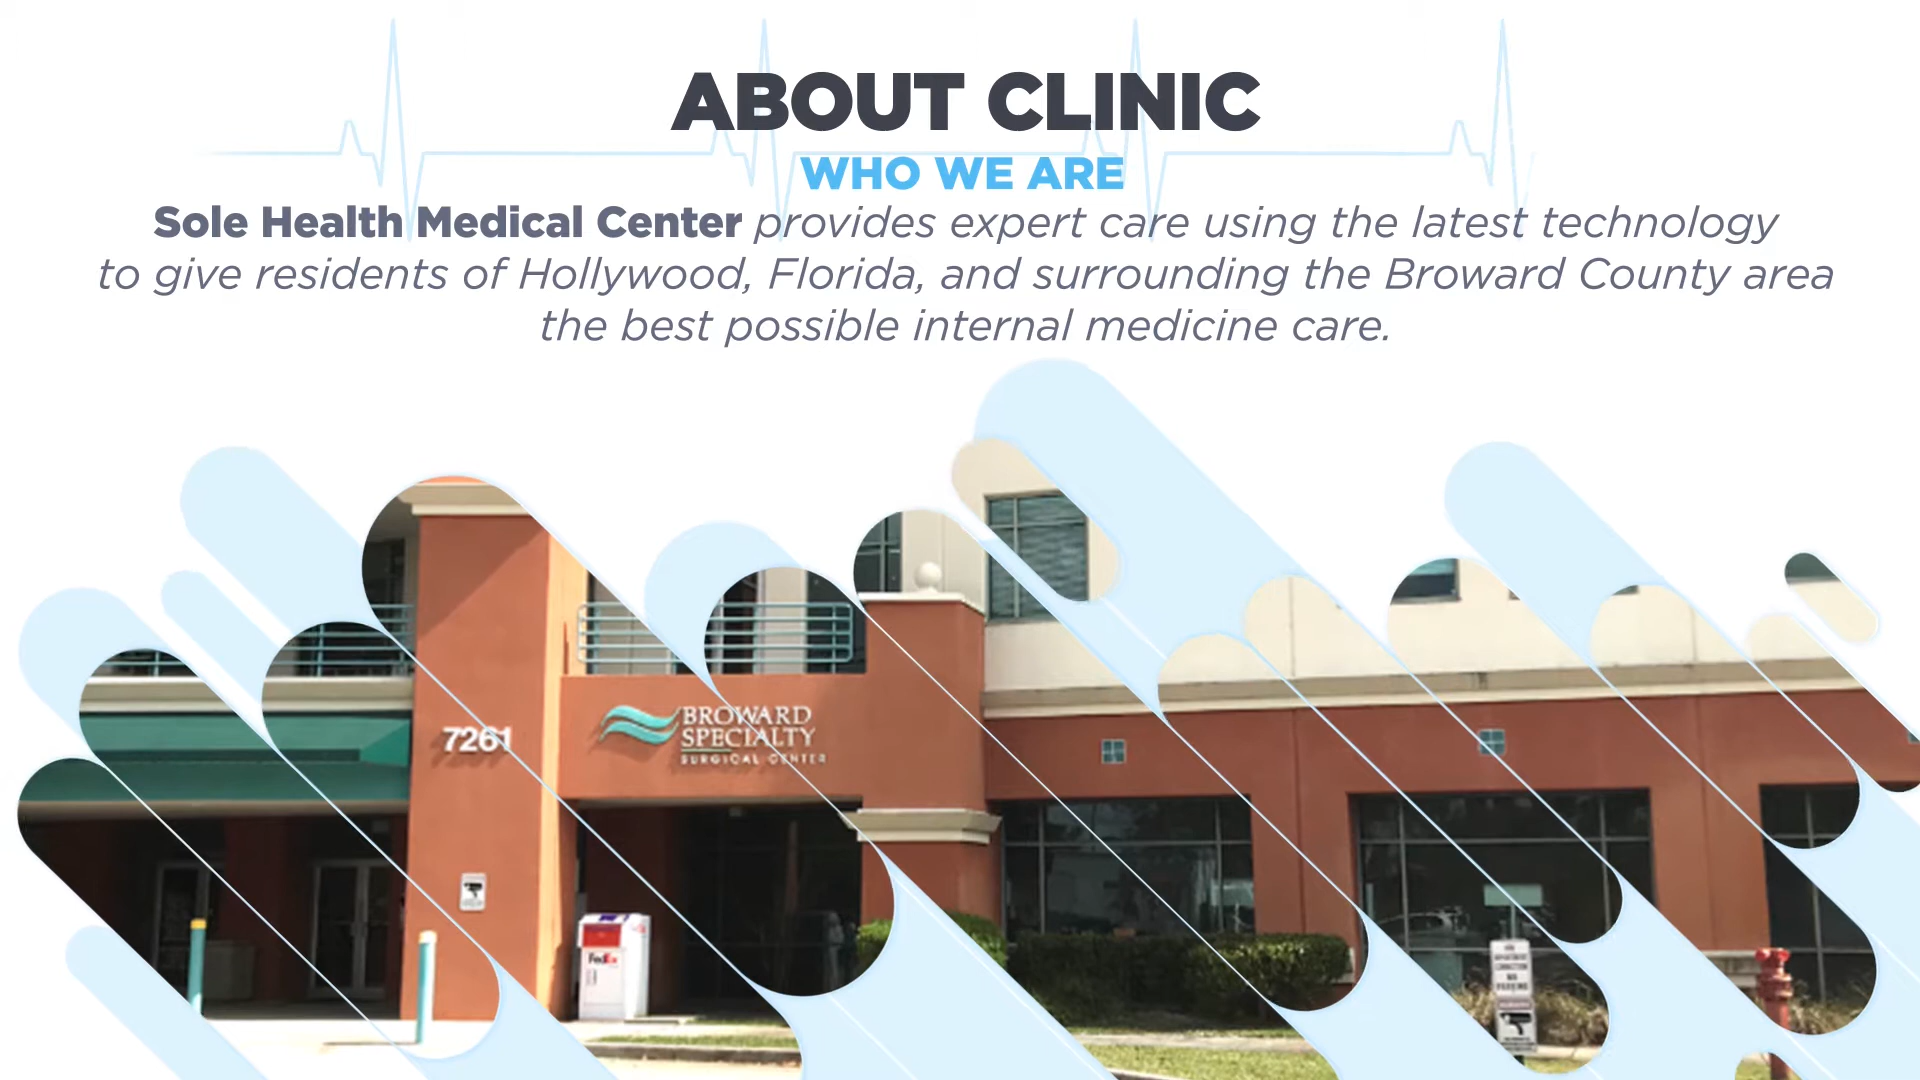 ABOUT CLINIC
WHO WE ARE
Sole Health Medical Center provides expert care using the latest technology
to give residents of Hollywood, Florida, and surrounding the Broward County area
the best possible internal medicine care.
7261
BROWARD
SPECIALTY
SURGICAL CENTER
FedEx